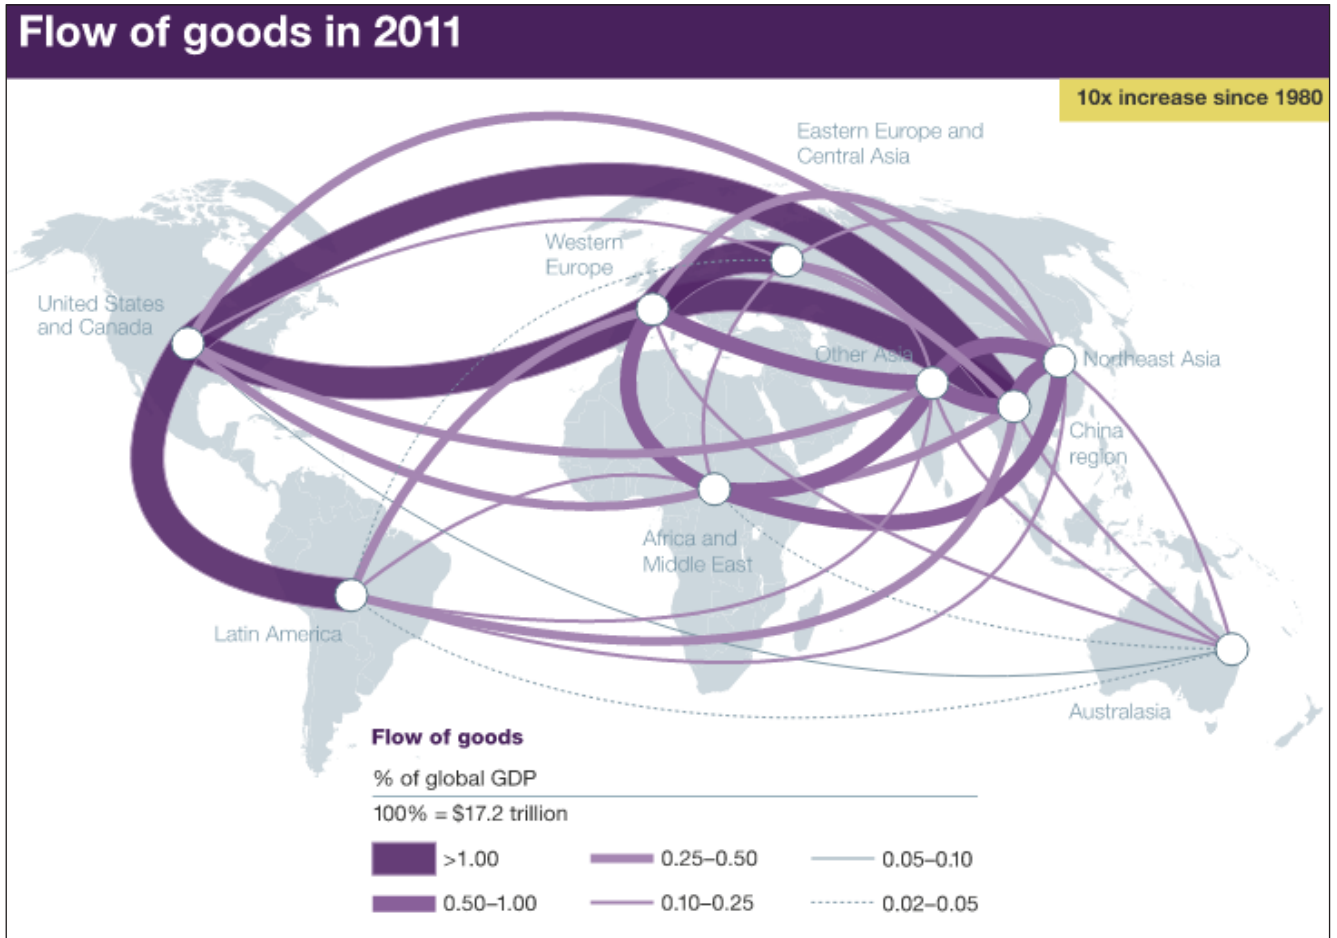 Flow of goods in 2011
10x increase since 1980
Eastern Europe and
Central Asia
Western
Europe
United States
and Canada
Other Asia
Northeast Asia
China
region
Africa and
Middle East
Latin America
Australasia
Flow of goods
% of global GDP
100% = $17.2 trillion
>1.00
0.25–0.50
0.05–0.10
0.50–1.00
0.10–0.25
0.02–0.05